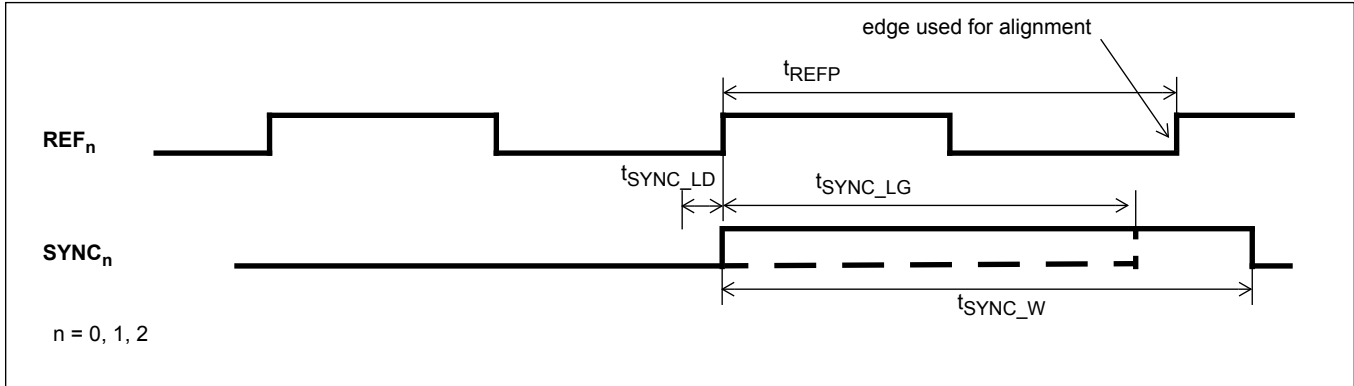 edge used for alignment
tREFP
REFn
tSYNC_LD
tSYNC_LG
SYNCn
tSYNC_W
n = 0, 1, 2